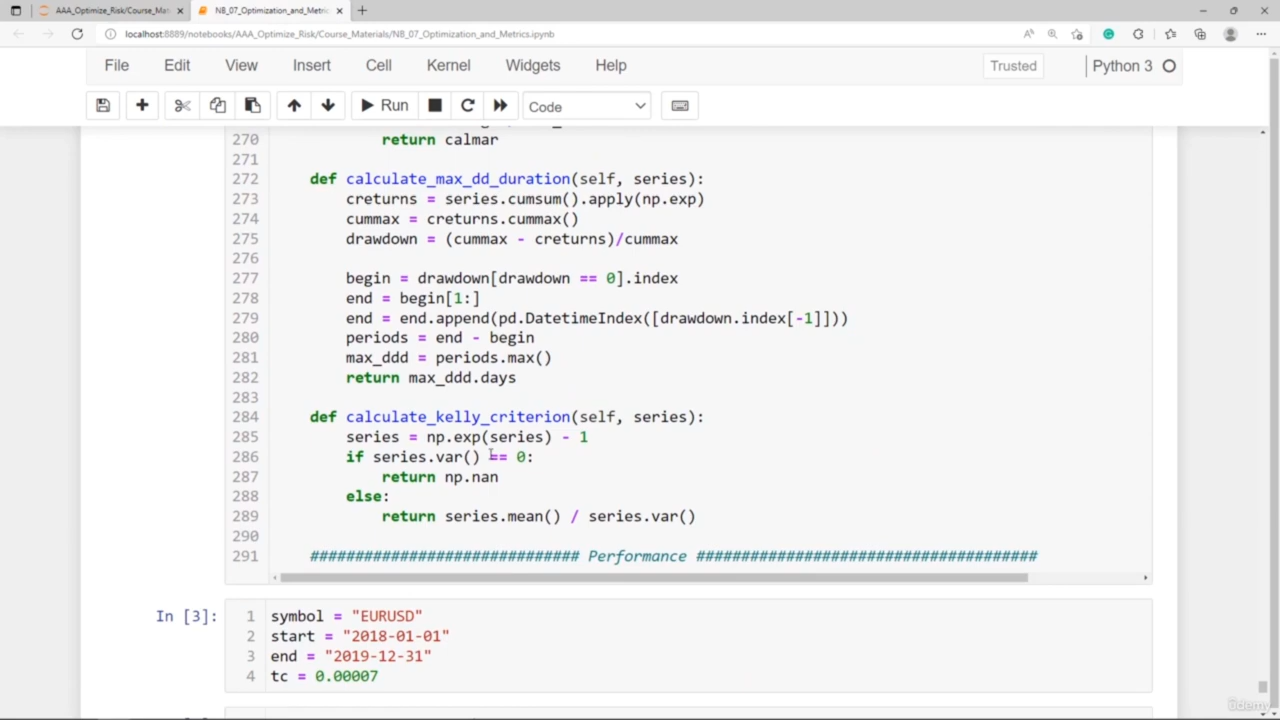 AAA_Optimize_Risk/Course_Mat
NB_07_Optimization_and_Metric
localhost:8889/notebooks/AAA_Optimize_Risk/Course_Materials/NB_07_Optimization_and_Metrics.ipynb
File Edit View Insert Cell Kernel Widgets Help Trusted Python 3
Run Code
270 return calmar
271
272 def calculate_max_dd_duration(self, series):
273 creturns = series.cumsum().apply(np.exp)
274 cummax = creturns.cummax()
275 drawdown = (cummax - creturns)/cummax
276
277 begin = drawdown[drawdown == 0].index
278 end = begin[1:]
279 end = end.append(pd.DatetimeIndex([drawdown.index[-1]]))
280 periods = end - begin
281 max_ddd = periods.max()
282 return max_ddd.days
283
284 def calculate_kelly_criterion(self, series):
285 series = np.exp(series) - 1
286 if series.var() == 0:
287 return np.nan
288 else:
289 return series.mean() / series.var()
290
291 ############################## Performance ######################################
In [3]:
1 symbol = "EURUSD"
2 start = "2018-01-01"
3 end = "2019-12-31"
4 tc = 0.00007
ûdemy